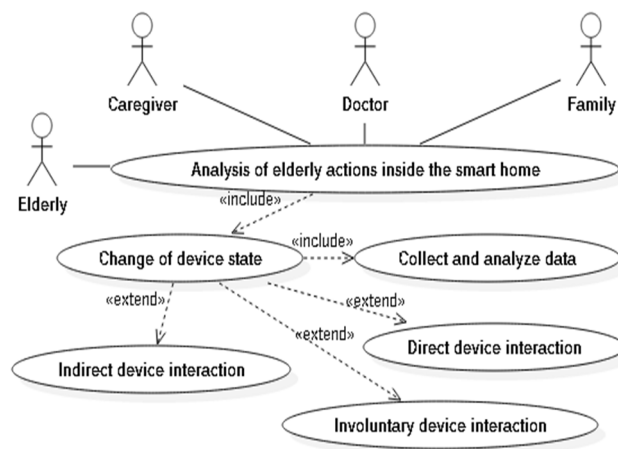 Caregiver
Doctor
Family
Elderly
Analysis of elderly actions inside the smart home
«include»
Change of device state
«include»
Collect and analyze data
«extend»
«extend»
«extend»
Direct device interaction
Indirect device interaction
Involuntary device interaction